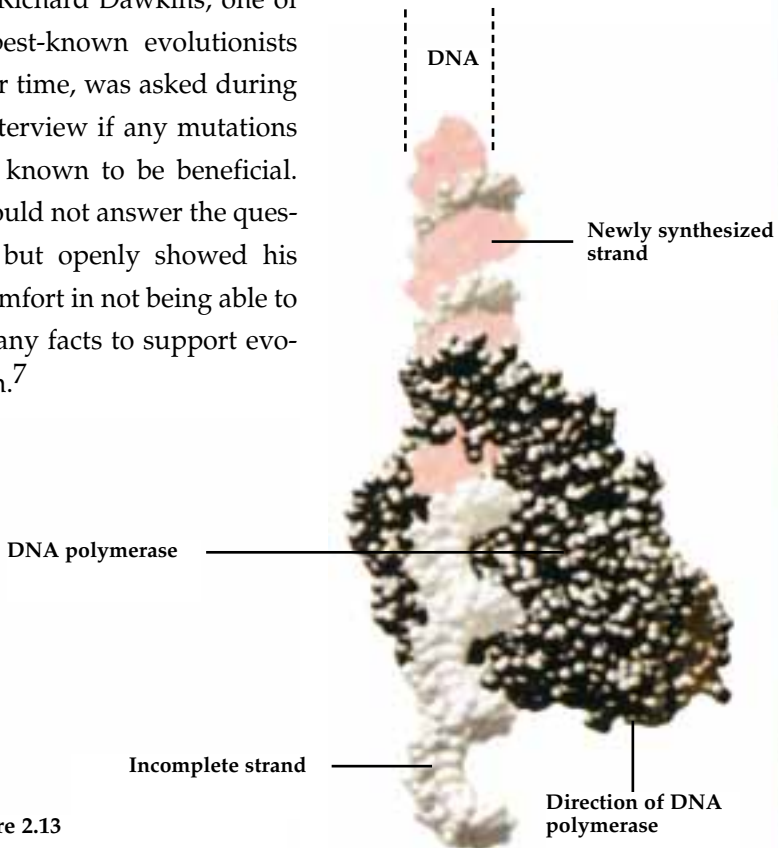 Richard Dawkins, one of
best-known evolutionists
time, was asked during
if any mutations
known to be beneficial.
not answer the ques-
but openly showed his
in not being able to
any facts to support evo-
7
DNA
Newly synthesized
strand
DNA polymerase
Incomplete strand
Direction of DNA
polymerase
2.13